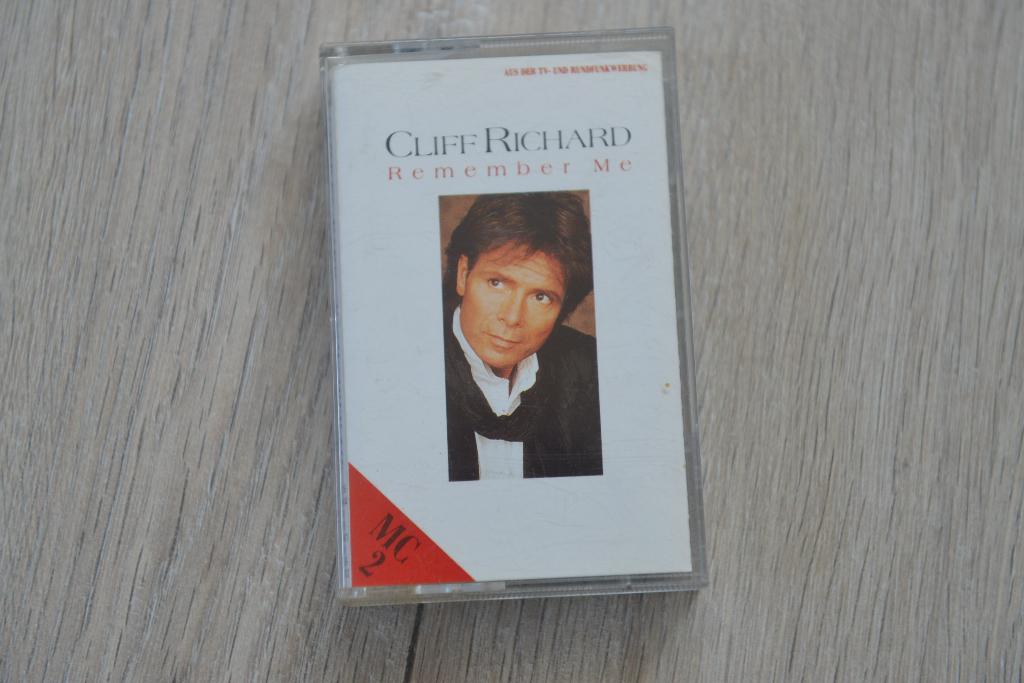 AUS DER TV- UND RUNDFUNKWERBUNG
CLIFF RICHARD
Remember Me
MC
2